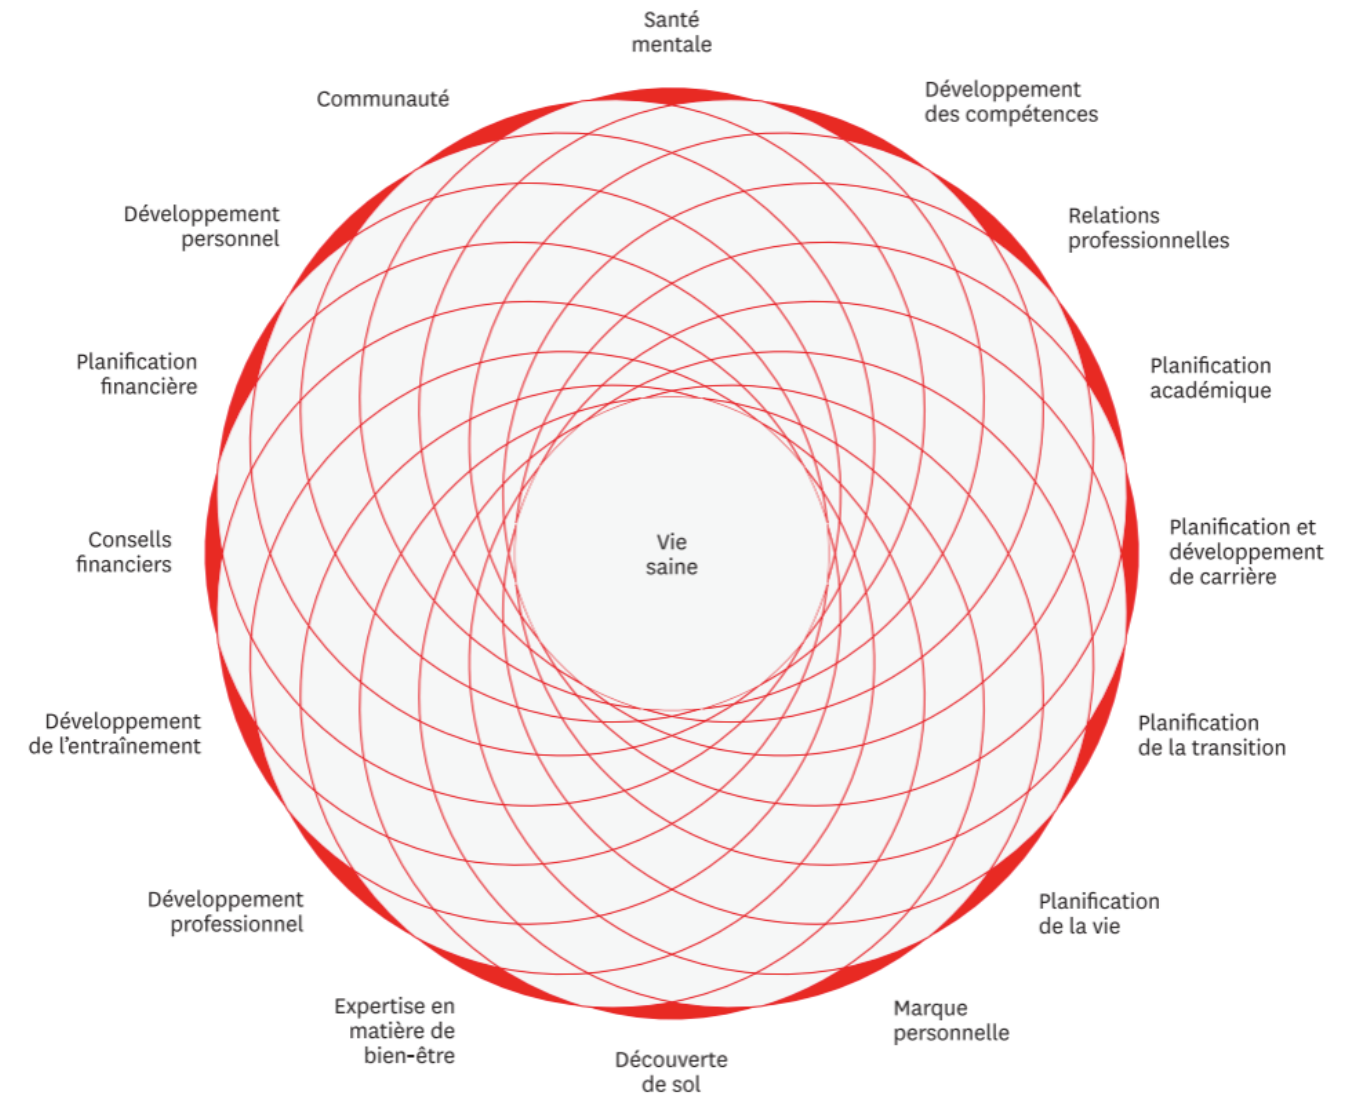 Santé
mentale
Développement
des compétences
Relations
professionnelles
Planification
académique
Planification et
développement
de carrière
Planification
de la transition
Planification
de la vie
Marque
personnelle
Découverte
de sol
Expertise en
matière de
bien-être
Développement
professionnel
Développement
de l’entraînement
Consells
financiers
Planification
financière
Développement
personnel
Communauté
Vie
saine